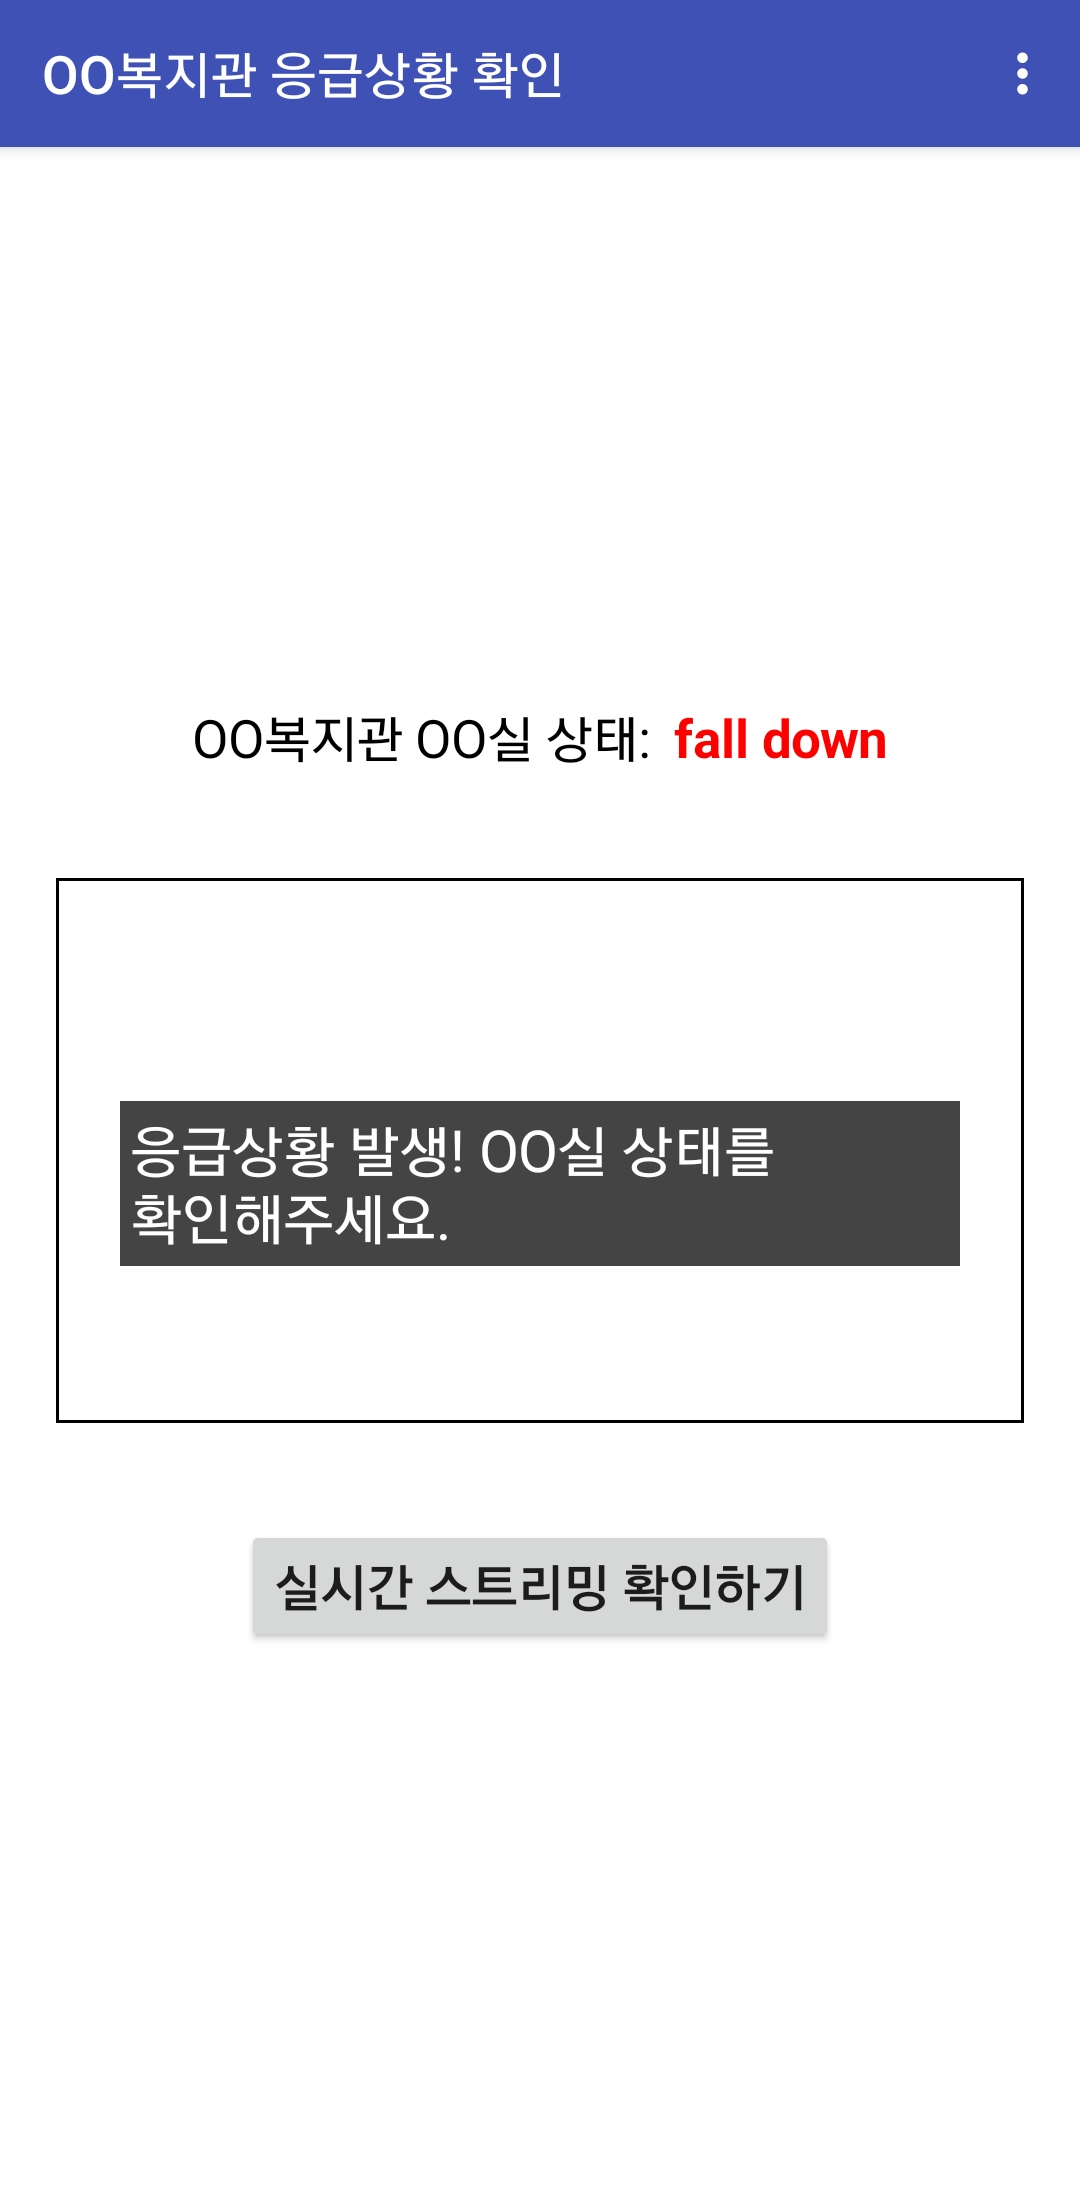 OO복지관 응급상황 확인
OO복지관 OO실 상태: fall down
응급상황 발생! OO실 상태를
확인해주세요.
실시간 스트리밍 확인하기